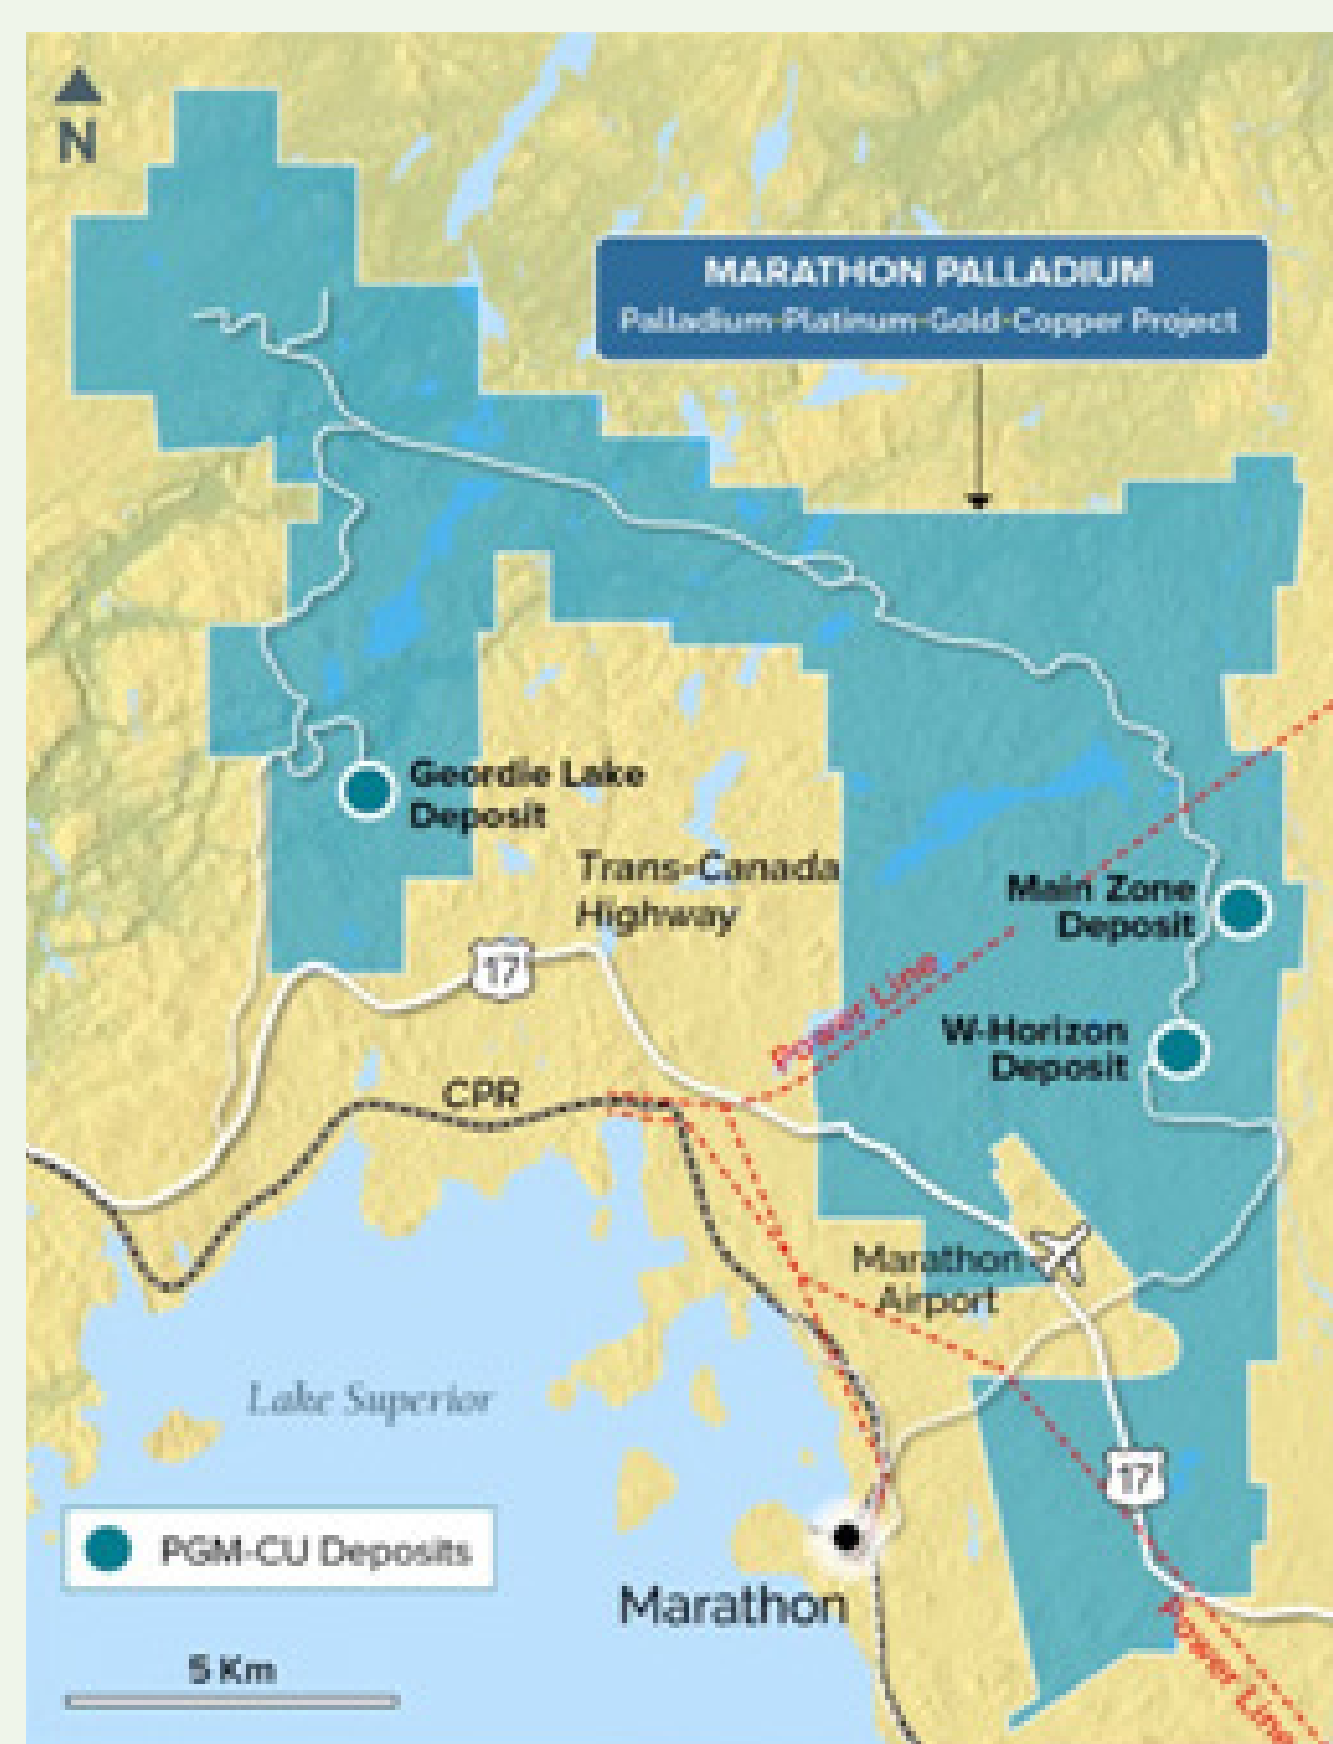 N
MARATHON PALLADIUM
Palladium-Platinum-Gold-Copper Project
Geordie Lake
Deposit
Trans-Canada
Highway
Main Zone
Deposit
17
Power Line
W-Horizon
Deposit
CPR
Marathon
Airport
Lake Superior
17
PGM-CU Deposits
Marathon
Power Line
5 Km